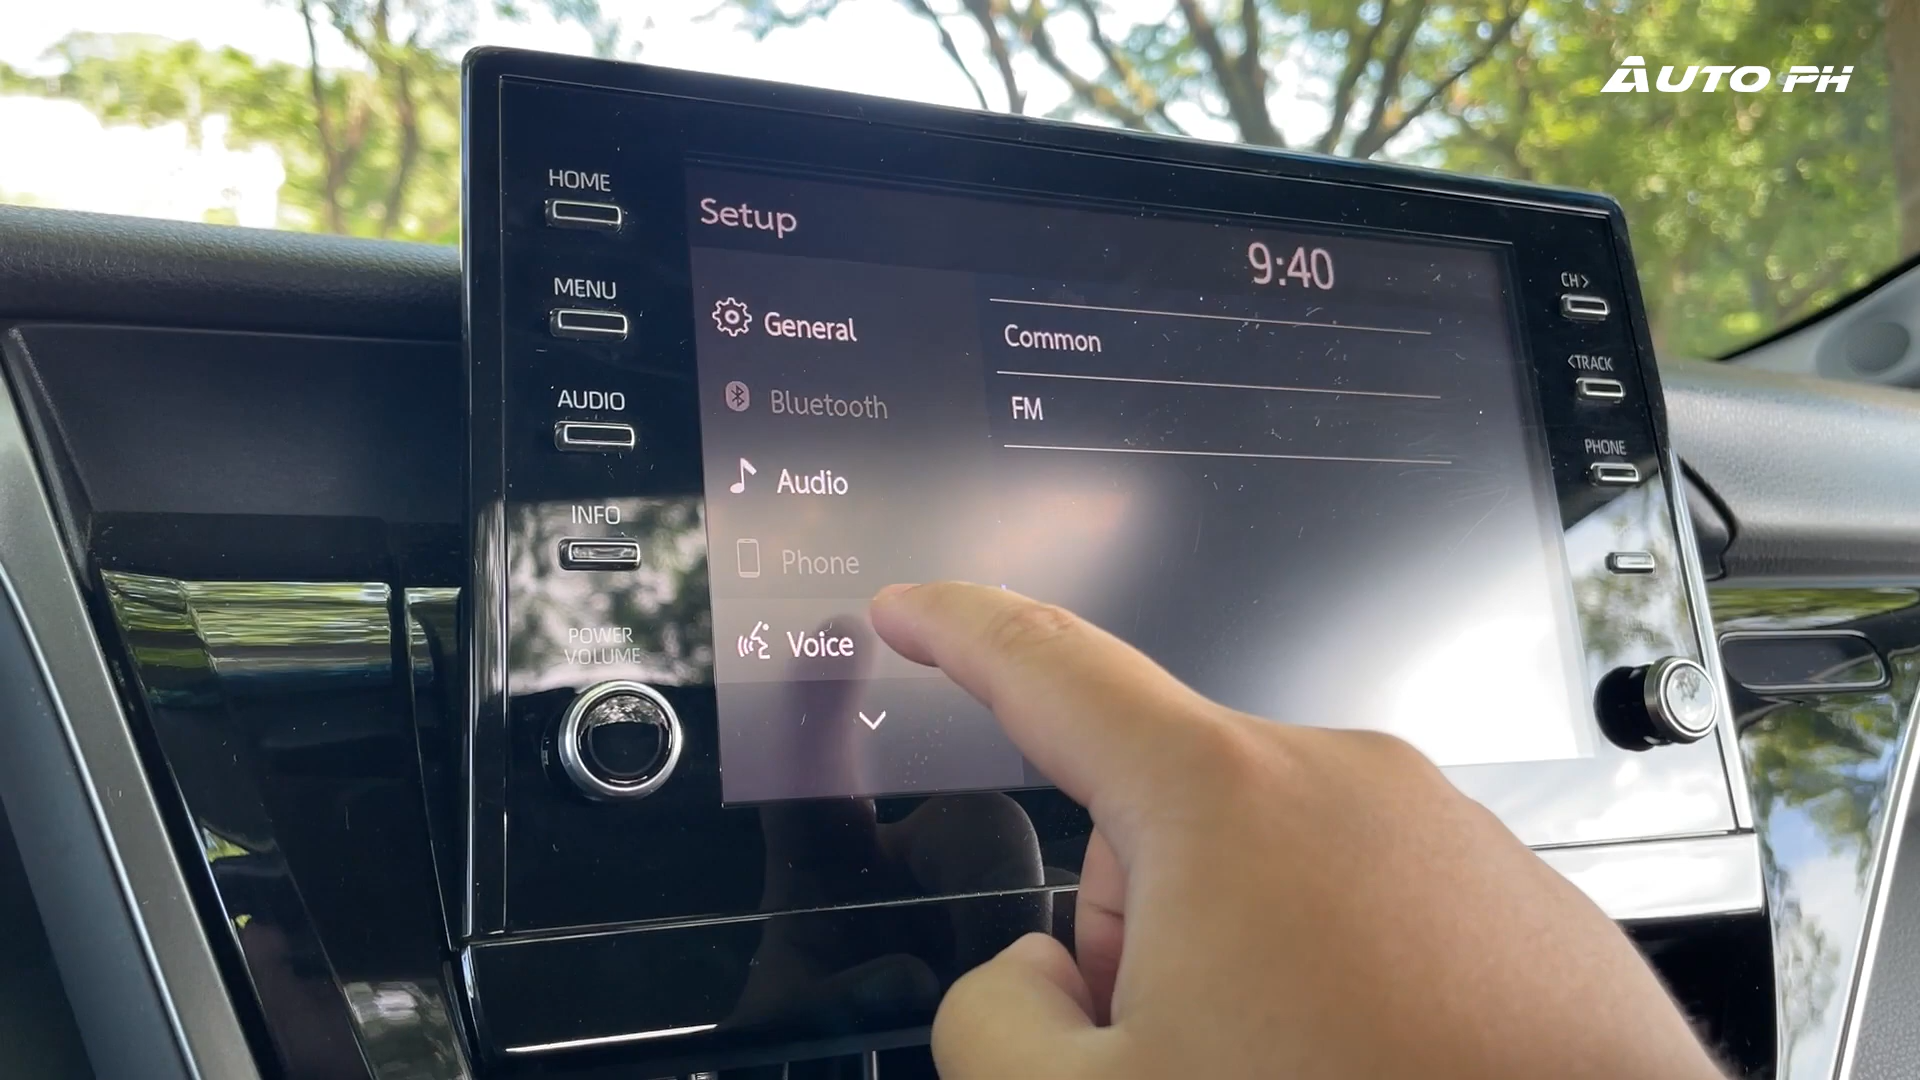 AUTO PH
HOME
MENU
AUDIO
INFO
POWER
VOLUME
Setup
9:40
General
Bluetooth
Audio
Phone
Voice
Common
FM
CH>
<TRACK
PHONE